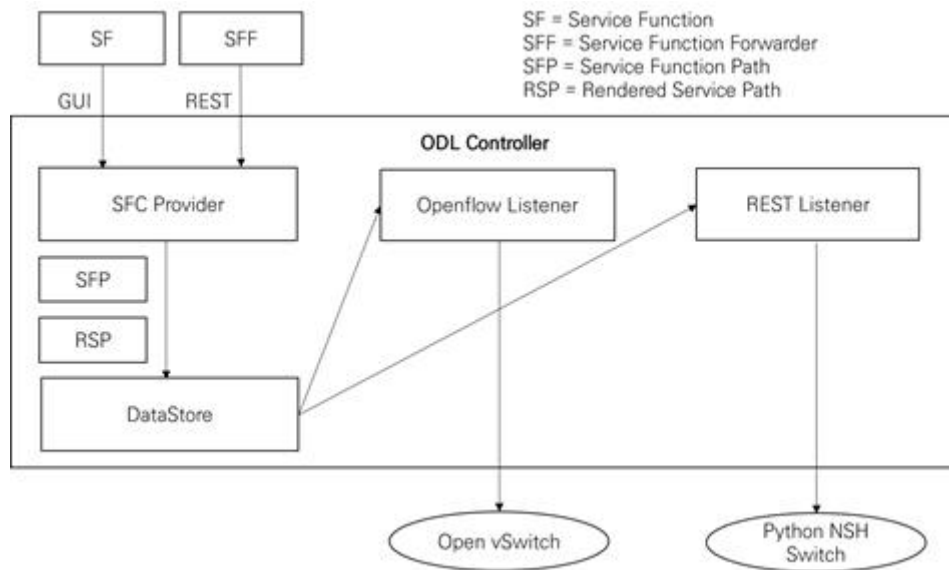 SF
SFF
SF = Service Function
SFF = Service Function Forwarder
SFP = Service Function Path
RSP = Rendered Service Path
GUI
REST
ODL Controller
SFC Provider
Openflow Listener
REST Listener
SFP
RSP
DataStore
Open vSwitch
Python NSH
Switch